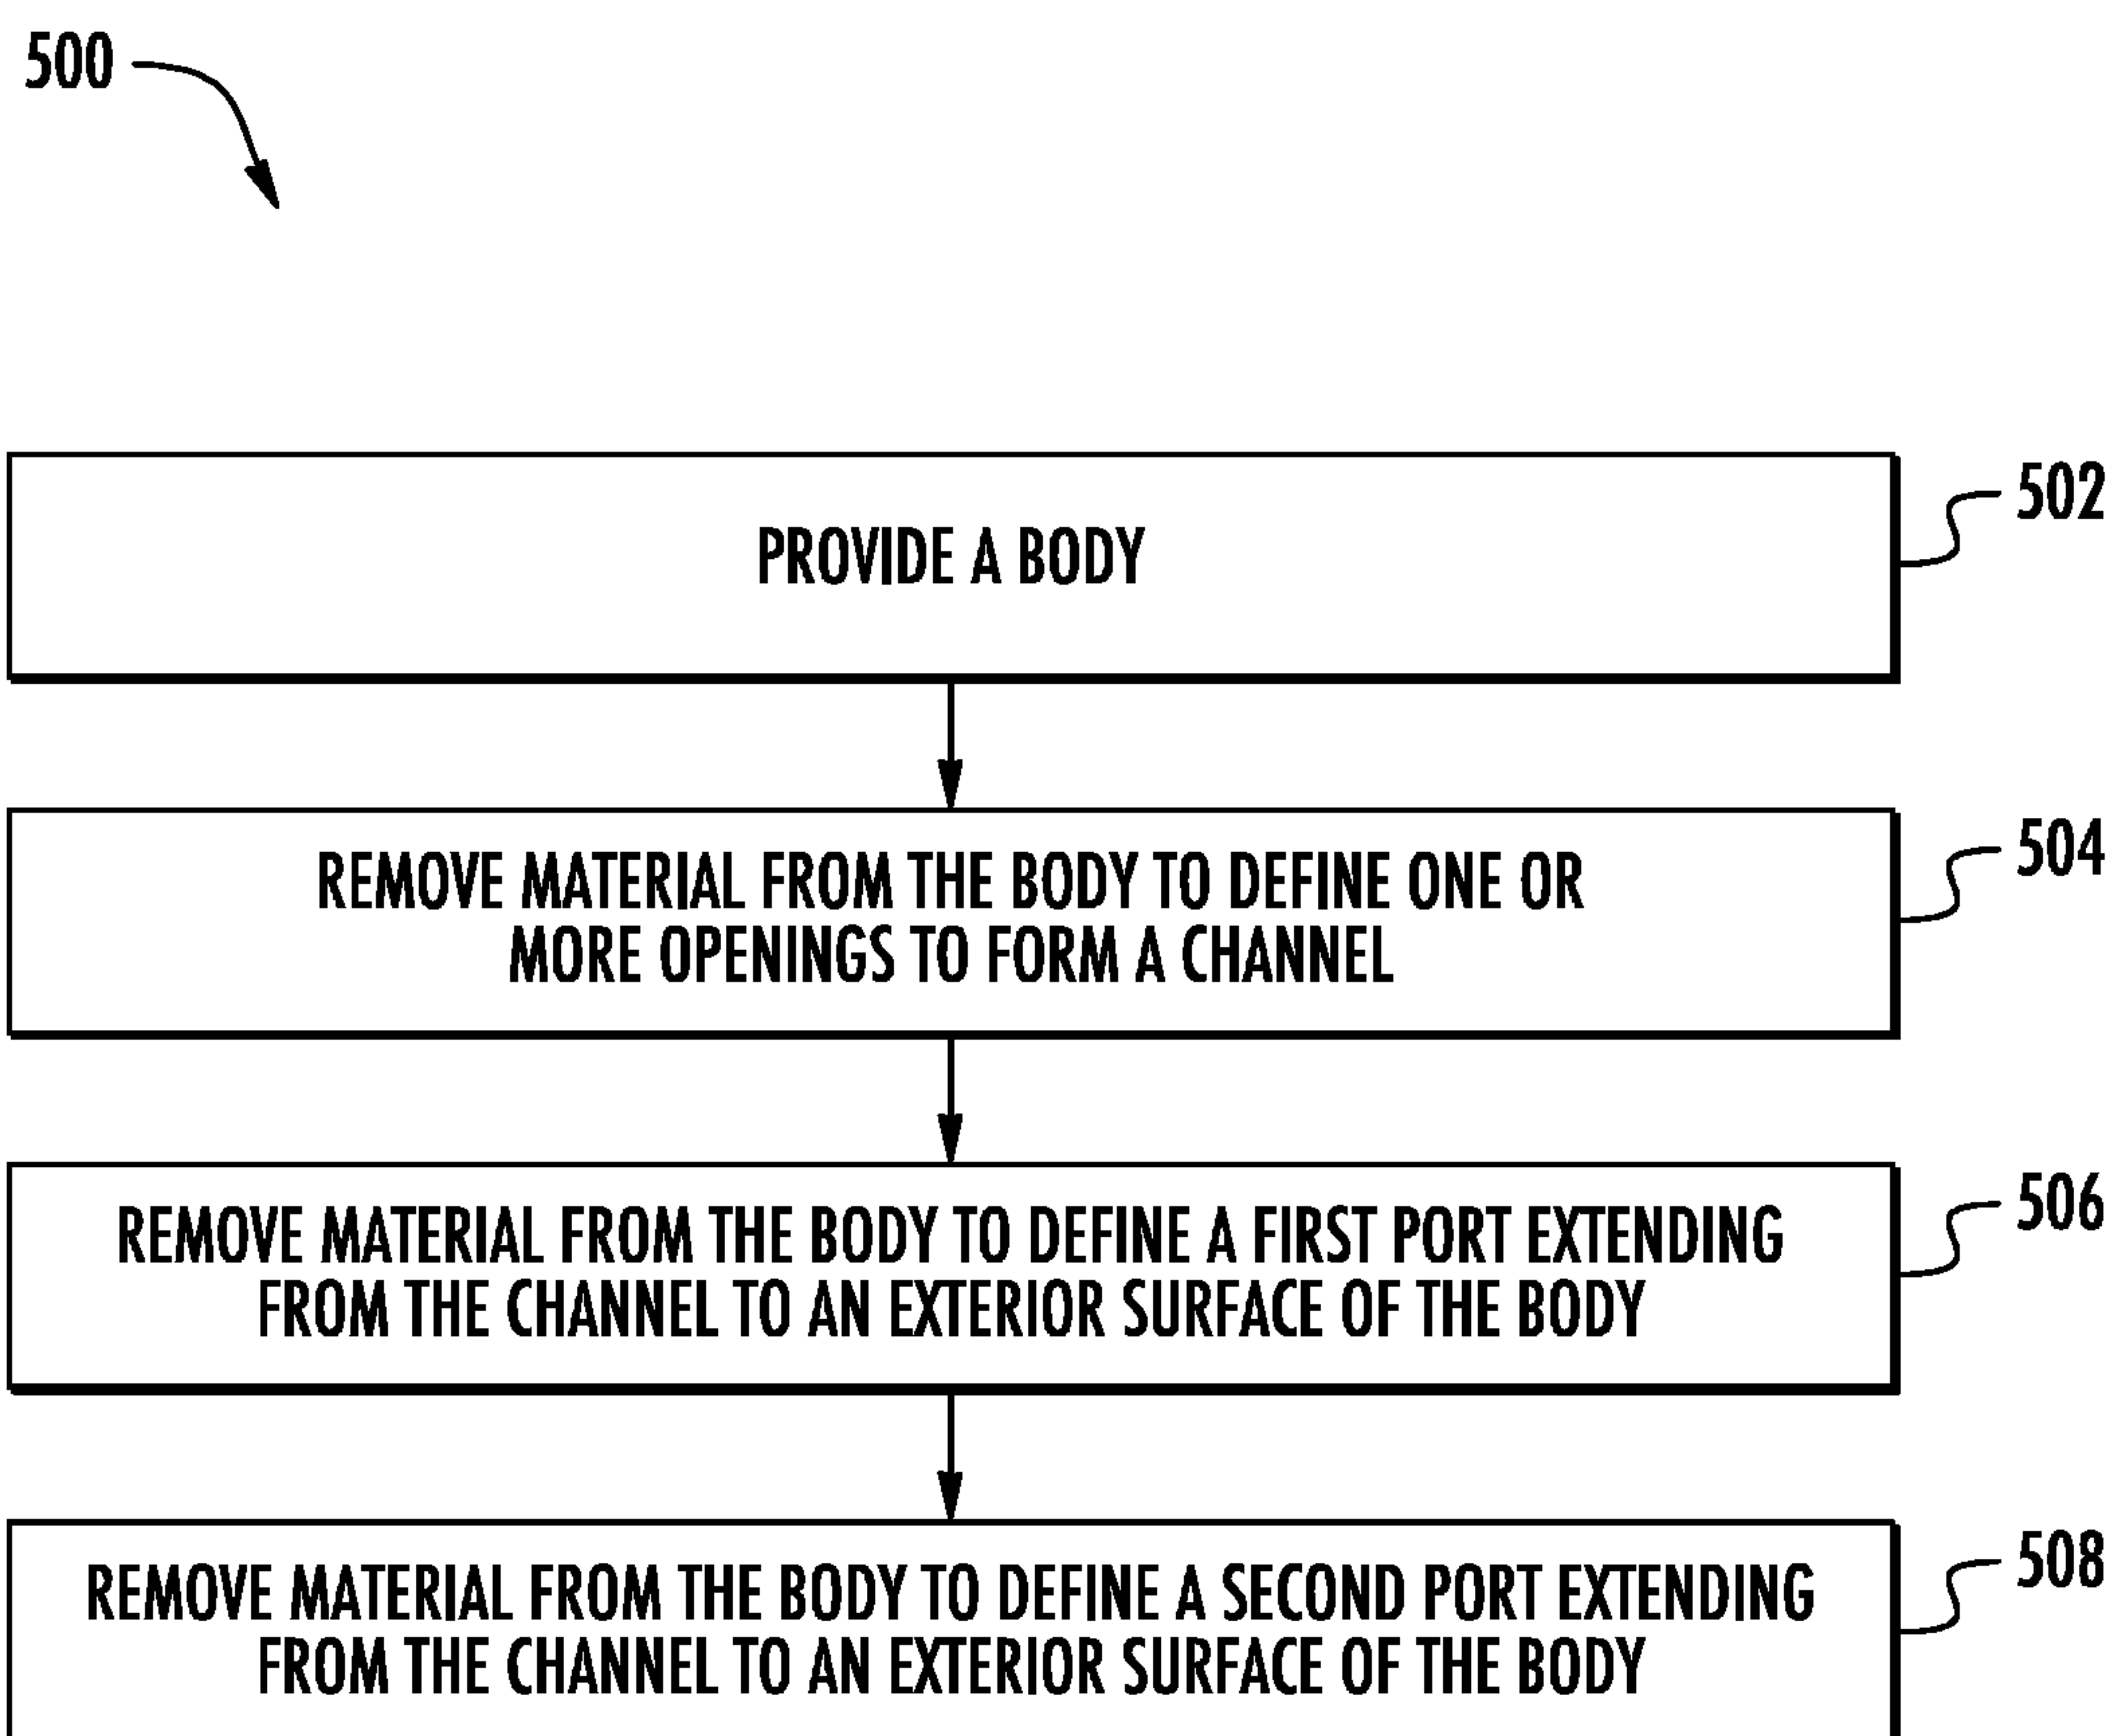 500
PROVIDE A BODY
502
REMOVE MATERIAL FROM THE BODY TO DEFINE ONE OR
MORE OPENINGS TO FORM A CHANNEL
504
REMOVE MATERIAL FROM THE BODY TO DEFINE A FIRST PORT EXTENDING
FROM THE CHANNEL TO AN EXTERIOR SURFACE OF THE BODY
506
REMOVE MATERIAL FROM THE BODY TO DEFINE A SECOND PORT EXTENDING
FROM THE CHANNEL TO AN EXTERIOR SURFACE OF THE BODY
508